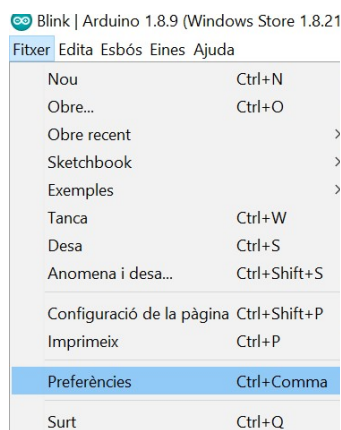 Blink | Arduino 1.8.9 (Windows Store 1.8.21
Fitxer Edita Esbós Eines Ajuda
Nou Ctrl+N
Obre... Ctrl+O
Obre recent
Sketchbook
Exemples
Tanca Ctrl+W
Desa Ctrl+S
Anomena i desa... Ctrl+Shift+S
Configuració de la pàgina Ctrl+Shift+P
Imprimeix Ctrl+P
Preferències Ctrl+Comma
Surt Ctrl+Q